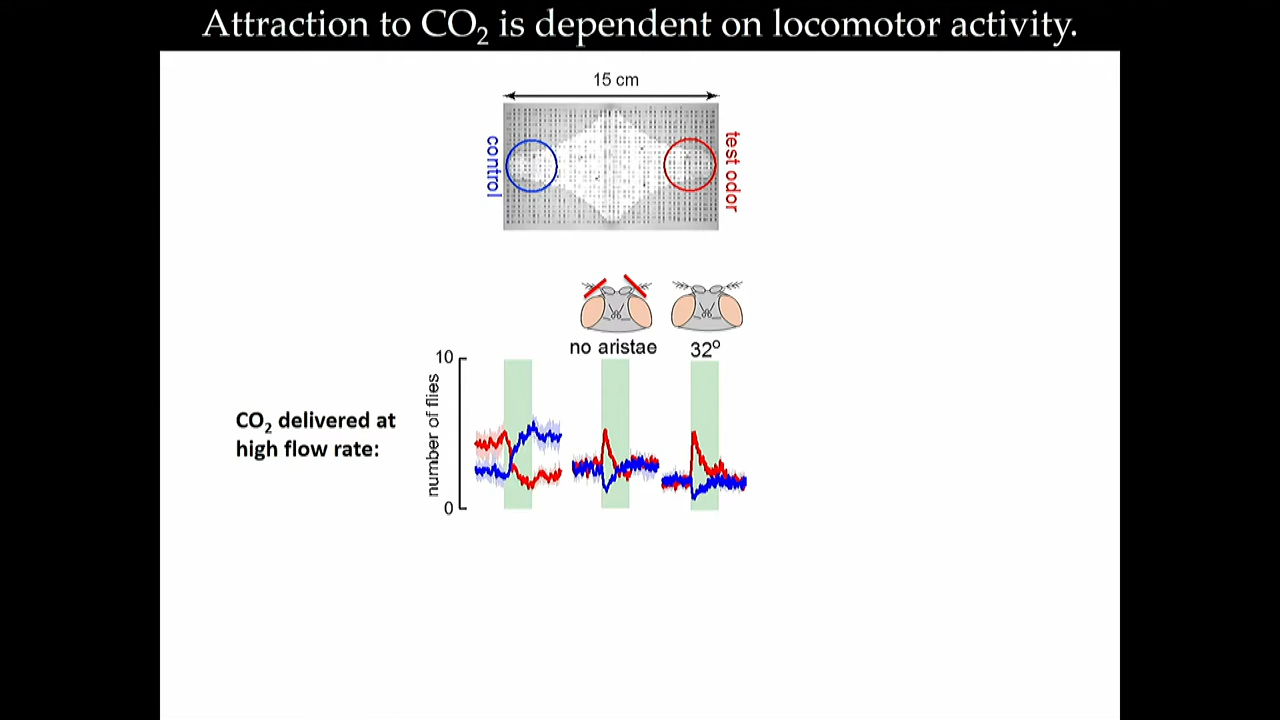 Attraction to CO₂ is dependent on locomotor activity.
15 cm
control
test odor
no aristae
32º
CO₂ delivered at
high flow rate:
number of flies
10
0